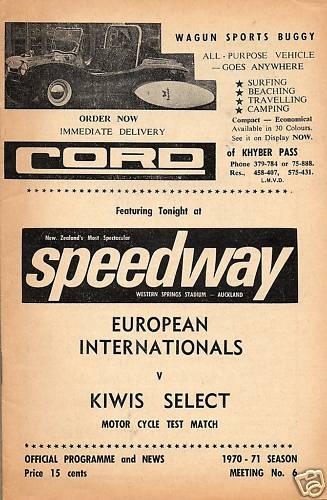 WAGUN SPORTS BUGGY
ALL-PURPOSE VEHICLE
— GOES ANYWHERE
★ SURFING
★ BEACHING
★ TRAVELLING
★ CAMPING
Compact — Economical
Available in 30 Colours.
See it on Display NOW.
ORDER NOW
IMMEDIATE DELIVERY
CORD
of KHYBER PASS
Phone 379-784 or 75-888.
Res., 458-407, 575-431.
L.M.V.D.
Featuring Tonight at
New Zealand's Most Spectacular
speedway
WESTERN SPRINGS STADIUM — AUCKLAND
EUROPEAN
INTERNATIONALS
v
KIWIS SELECT
MOTOR CYCLE TEST MATCH
OFFICIAL PROGRAMME and NEWS 1970-71 SEASON
Price 15 cents MEETING No. 6